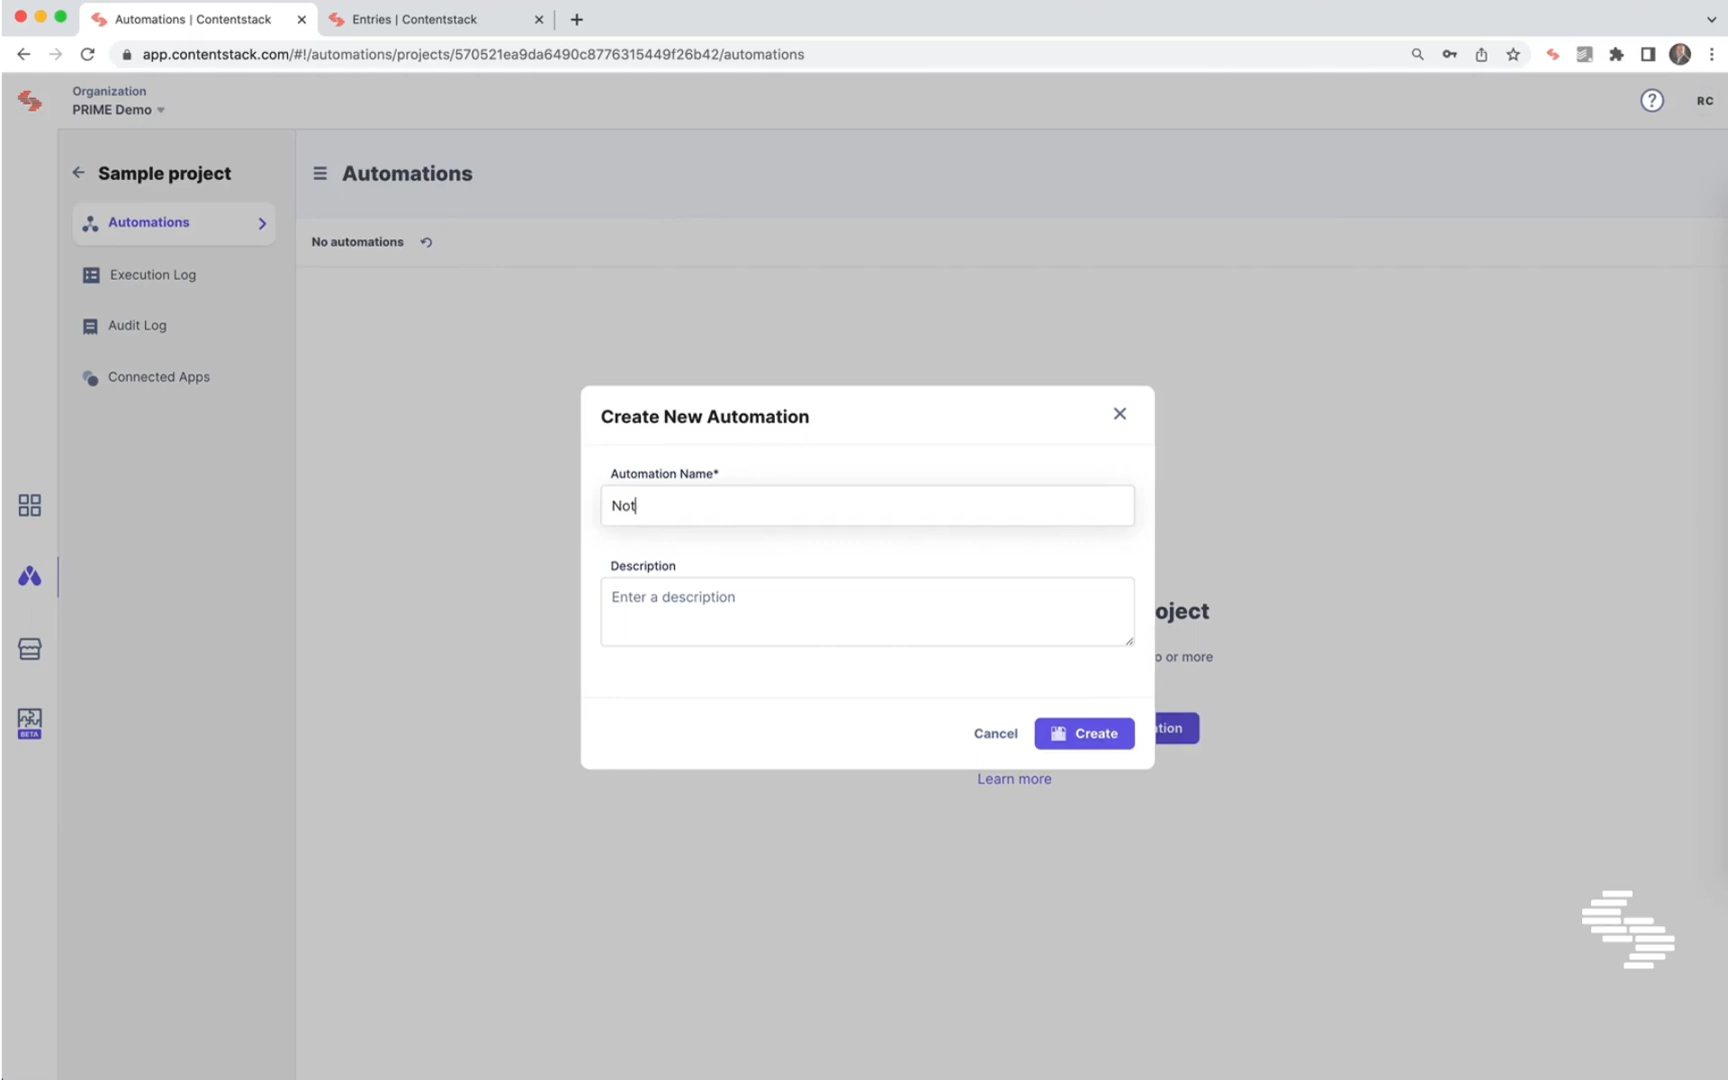 Automations | Contentstack
Entries | Contentstack
app.contentstack.com/#!/automations/projects/570521ea9da6490c8776315449f26b42/automations
Organization
PRIME Demo
RC
Sample project
Automations
Automations
No automations
Execution Log
Audit Log
Connected Apps
Create New Automation
Automation Name*
Not
Description
Enter a description
oject
o or more
Cancel
Create
tion
Learn more
BETA